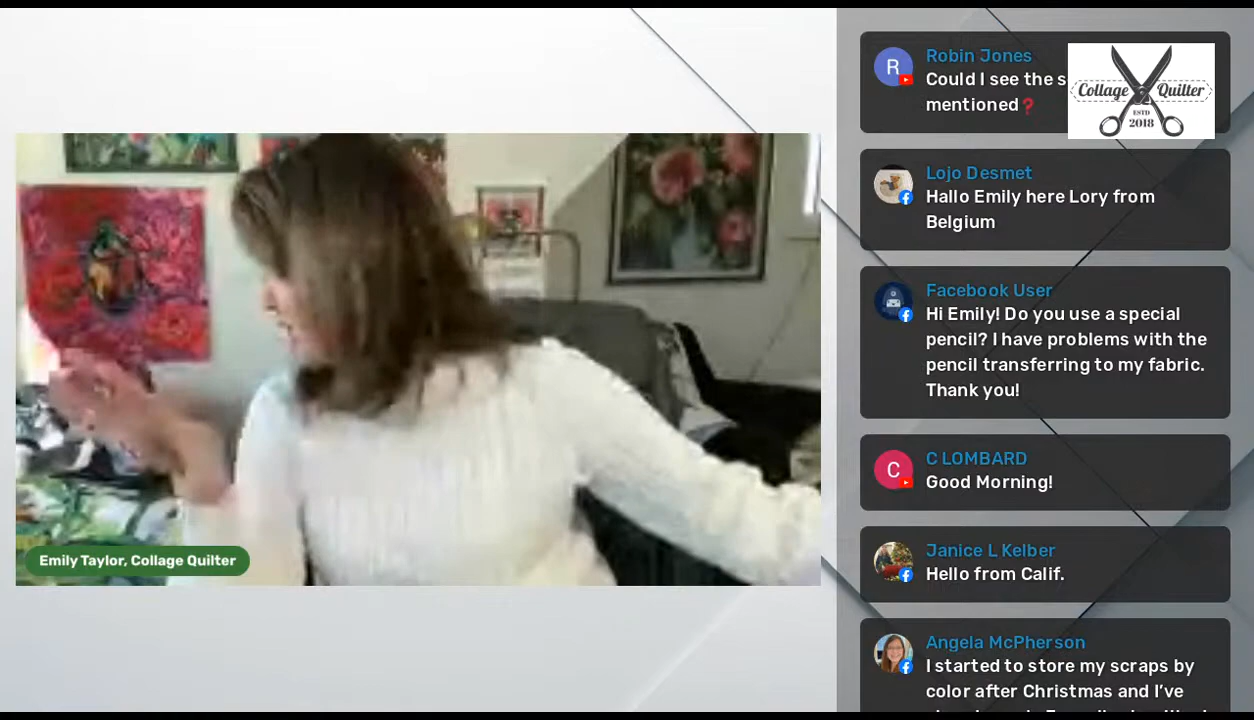 Robin Jones
Could I see the s
mentioned❓
Collage Quilter
ESTD
2018
R
Lojo Desmet
Hallo Emily here Lory from
Belgium
Facebook User
Hi Emily! Do you use a special
pencil? I have problems with the
pencil transferring to my fabric.
Thank you!
C
C LOMBARD
Good Morning!
Janice L Kelber
Hello from Calif.
Angela McPherson
I started to store my scraps by
color after Christmas and I’ve
Emily Taylor, Collage Quilter